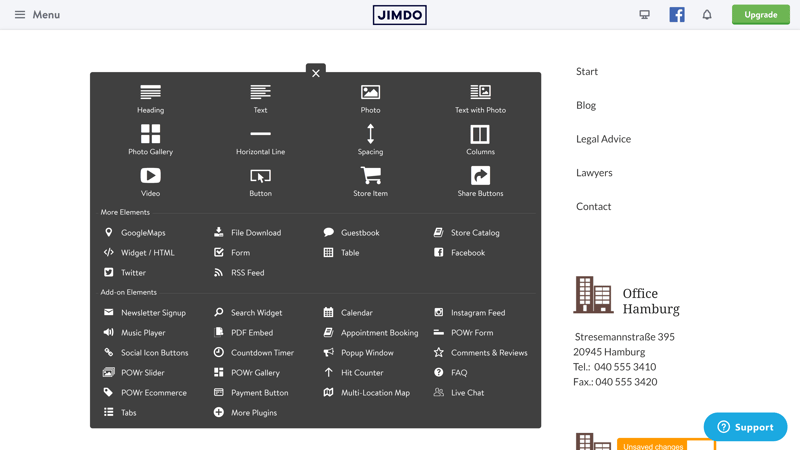 Menu
JIMDO
Upgrade
Heading
Text
Photo
Text with Photo
Photo Gallery
Horizontal Line
Spacing
Columns
Video
Button
Store Item
Share Buttons
More Elements
GoogleMaps
File Download
Guestbook
Store Catalog
Widget / HTML
Form
Table
Facebook
Twitter
RSS Feed
Add-on Elements
Newsletter Signup
Search Widget
Calendar
Instagram Feed
Music Player
PDF Embed
Appointment Booking
POWr Form
Social Icon Buttons
Countdown Timer
Popup Window
Comments & Reviews
POWr Slider
POWr Gallery
Hit Counter
FAQ
POWr Ecommerce
Payment Button
Multi-Location Map
Live Chat
Tabs
More Plugins
Start
Blog
Legal Advice
Lawyers
Contact
Office
Hamburg
Stresemannstraße 395
20945 Hamburg
Tel.: 040 555 3410
Fax.: 040 555 3420
Support
Unsaved changes